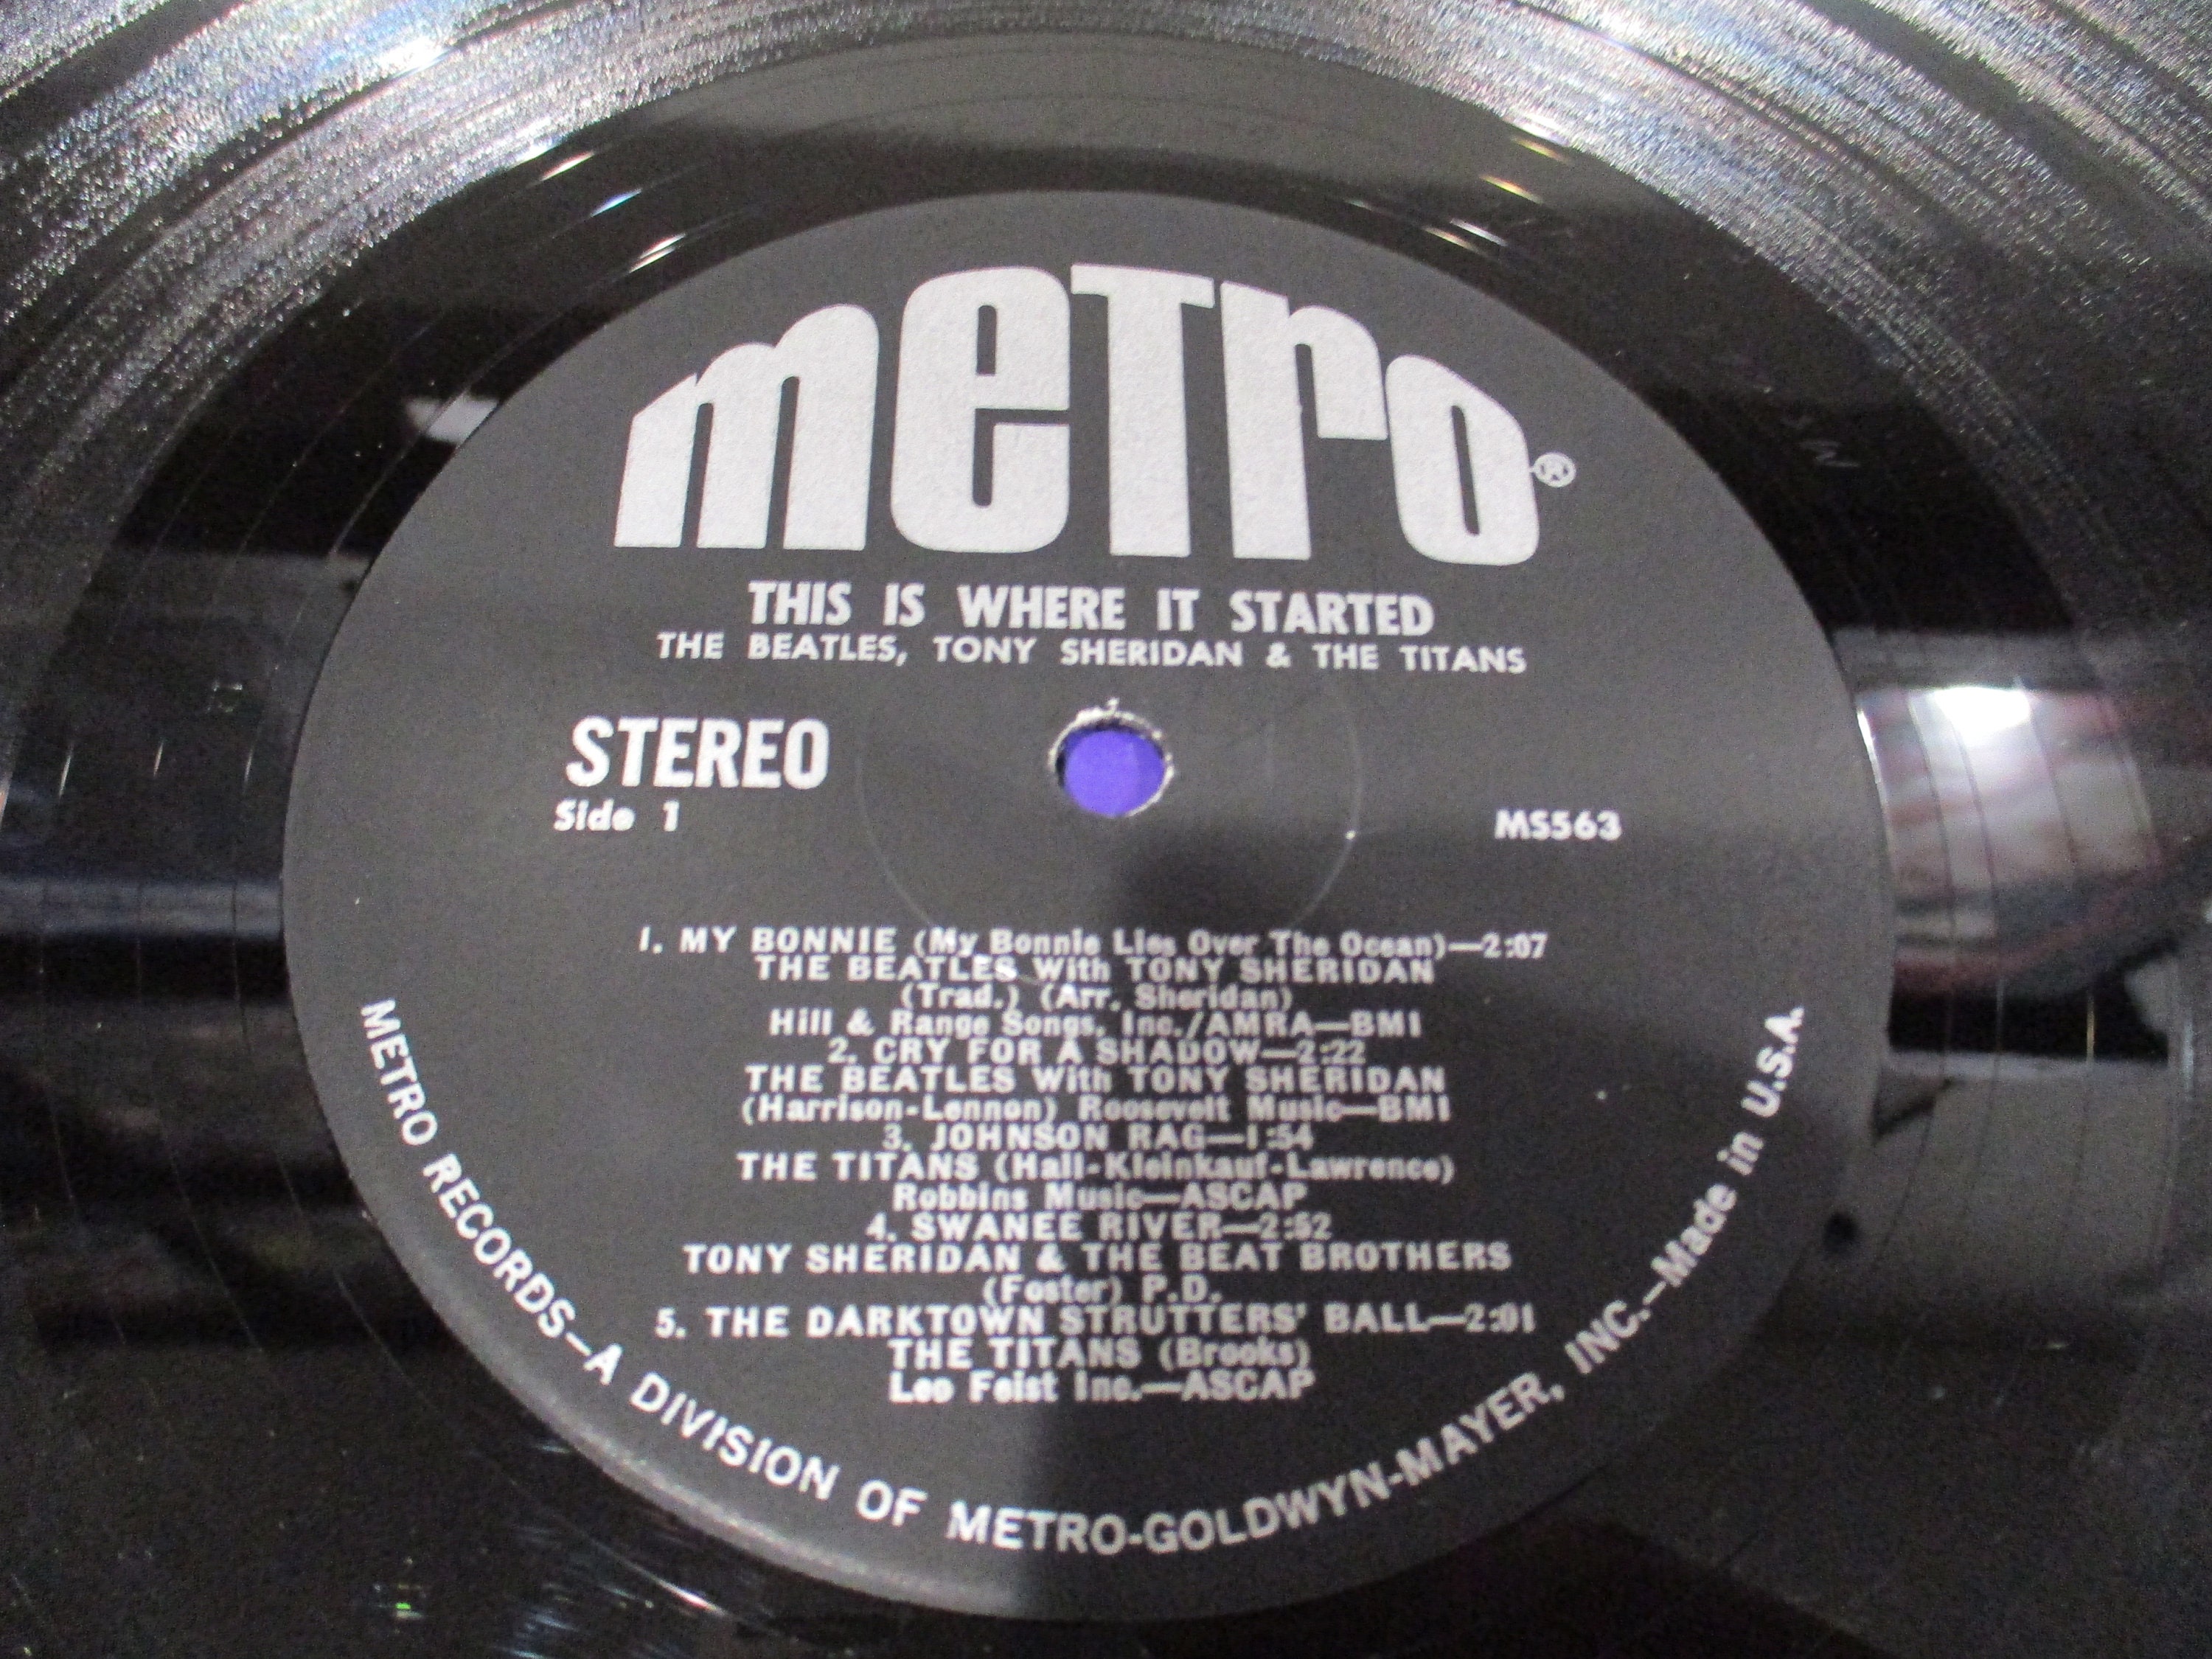 meTro®
THIS IS WHERE IT STARTED
THE BEATLES, TONY SHERIDAN & THE TITANS
STEREO
Side 1
MS563
1. MY BONNIE (My Bonnie Lies Over The Ocean)—2:07
THE BEATLES With TONY SHERIDAN
(Trad.) (Arr. Sheridan)
Hill & Range Songs, Inc./AMRA—BMI
2. CRY FOR A SHADOW—2:22
THE BEATLES With TONY SHERIDAN
(Harrison-Lennon) Roosevelt Music—BMI
3. JOHNSON RAG—1:54
THE TITANS (Hall-Kleinkauf-Lawrence)
Robbins Music—ASCAP
4. SWANEE RIVER—2:52
TONY SHERIDAN & THE BEAT BROTHERS
(Foster) P.D.
5. THE DARKTOWN STRUTTERS' BALL—2:01
THE TITANS (Brooks)
Leo Feist Inc.—ASCAP
METRO RECORDS—A DIVISION OF METRO-GOLDWYN-MAYER, INC.—Made in U.S.A.